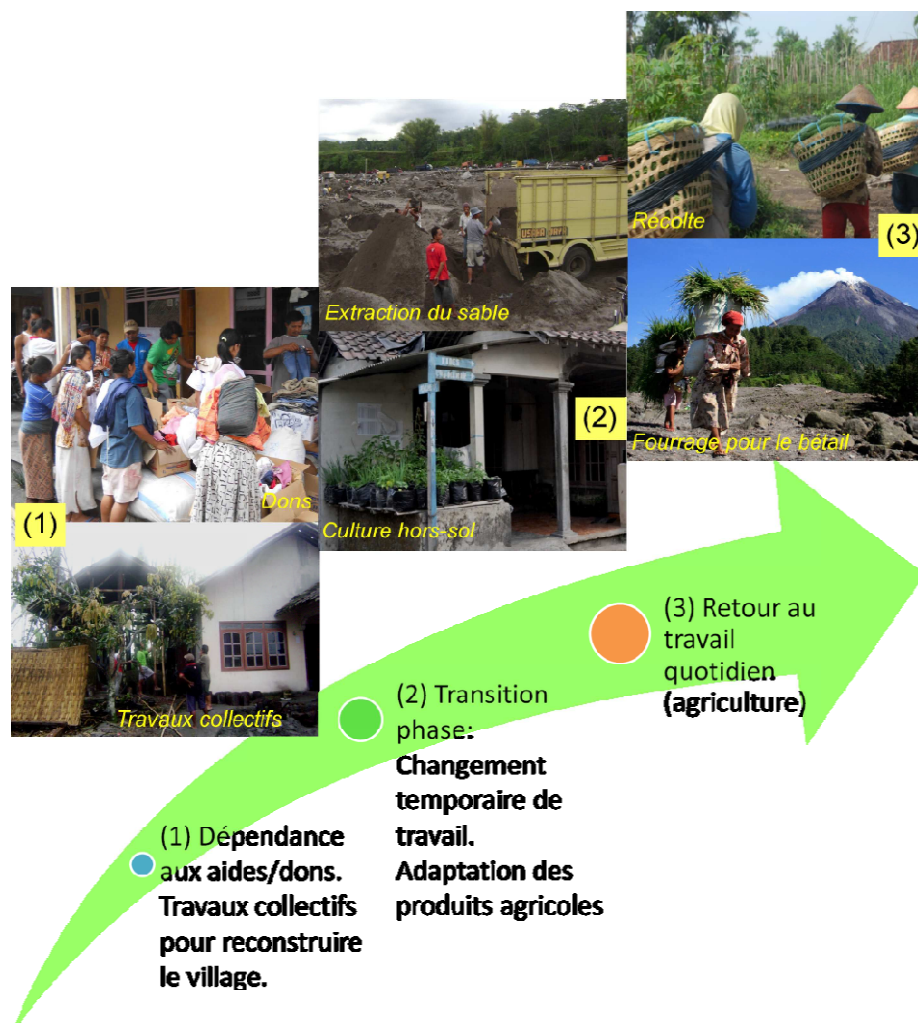 Récolte
(3)
Extraction du sable
Fourrage pour le bétail
(2)
Dons
(1)
Culture hors-sol
Travaux collectifs
(3) Retour au
travail
quotidien
(agriculture)
(2) Transition
phase:
Changement
temporaire de
travail.
Adaptation des
produits agricoles
(1) Dépendance
aux aides/dons.
Travaux collectifs
pour reconstruire
le village.